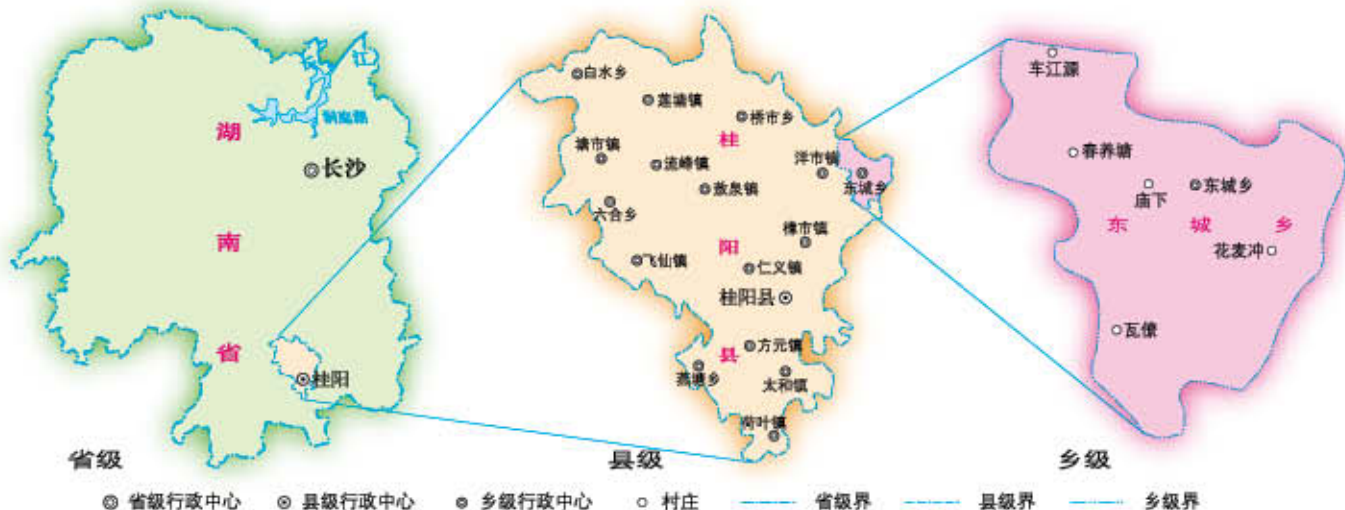 湖
南
省
长
江
洞庭湖
长沙
桂阳
省级
白水乡
莲塘镇
桥市乡
桂
塘市镇
流峰镇
洋市镇
敖泉镇
东城乡
六合乡
樟市镇
阳
飞仙镇
仁义镇
桂阳县
方元镇
县
燕塘乡
太和镇
荷叶镇
县级
车江源
春养塘
庙下
东城乡
东 城 乡
花麦冲
瓦僚
乡级
省级行政中心 县级行政中心 乡级行政中心 村庄 省级界 县级界 乡级界